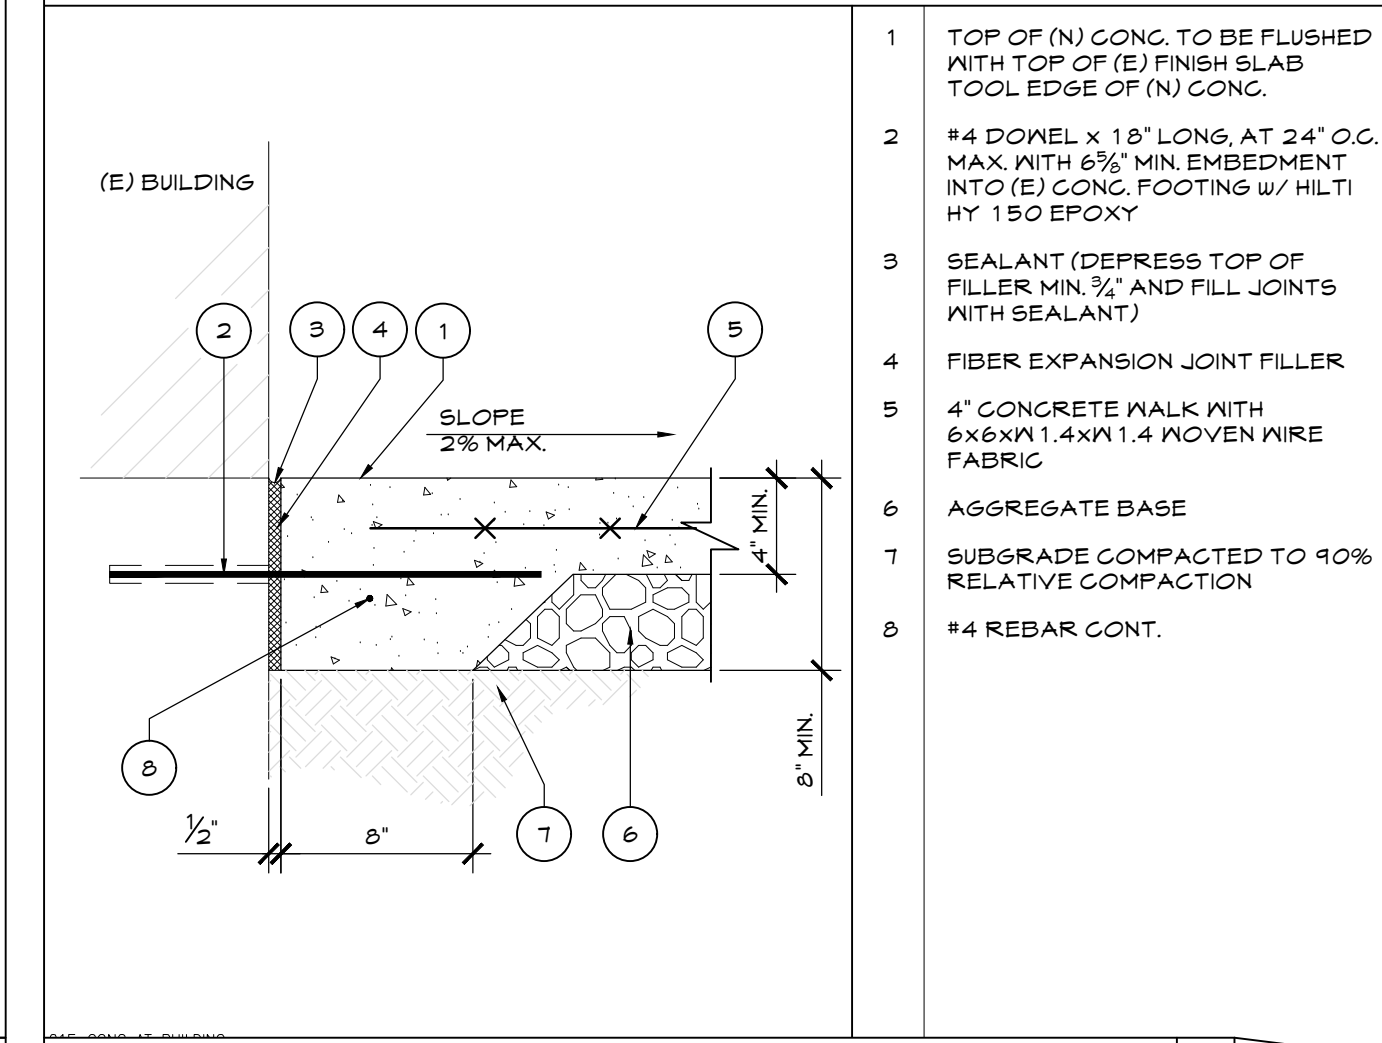 1 TOP OF (N) CONC. TO BE FLUSHED
WITH TOP OF (E) FINISH SLAB
TOOL EDGE OF (N) CONC.
2 #4 DOWEL x 18" LONG, AT 24" O.C.
MAX. WITH 6⅝" MIN. EMBEDMENT
INTO (E) CONC. FOOTING w/ HILTI
HY 150 EPOXY
3 SEALANT (DEPRESS TOP OF
FILLER MIN. ¾" AND FILL JOINTS
WITH SEALANT)
4 FIBER EXPANSION JOINT FILLER
5 4" CONCRETE WALK WITH
6x6xW1.4xW1.4 WOVEN WIRE
FABRIC
6 AGGREGATE BASE
7 SUBGRADE COMPACTED TO 90%
RELATIVE COMPACTION
8 #4 REBAR CONT.
(E) BUILDING
2 3 4 1 5
SLOPE
2% MAX.
4" MIN.
8" MIN.
8
7 6
½" 8"
CONC AT BUILDING